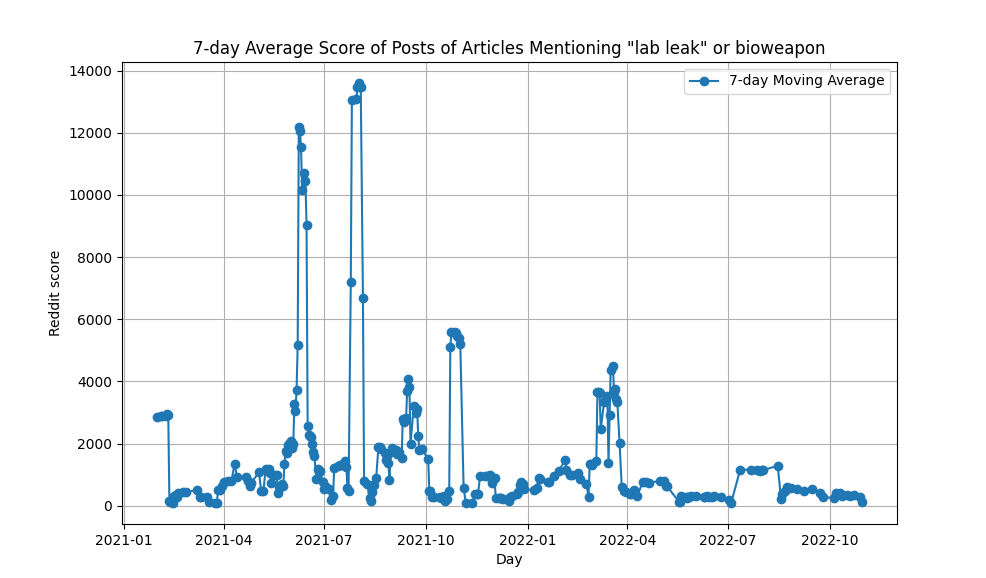 7-day Average Score of Posts of Articles Mentioning "lab leak" or bioweapon
7-day Moving Average
Reddit score
14000
12000
10000
8000
6000
4000
2000
0
2021-01 2021-04 2021-07 2021-10 2022-01 2022-04 2022-07 2022-10
Day